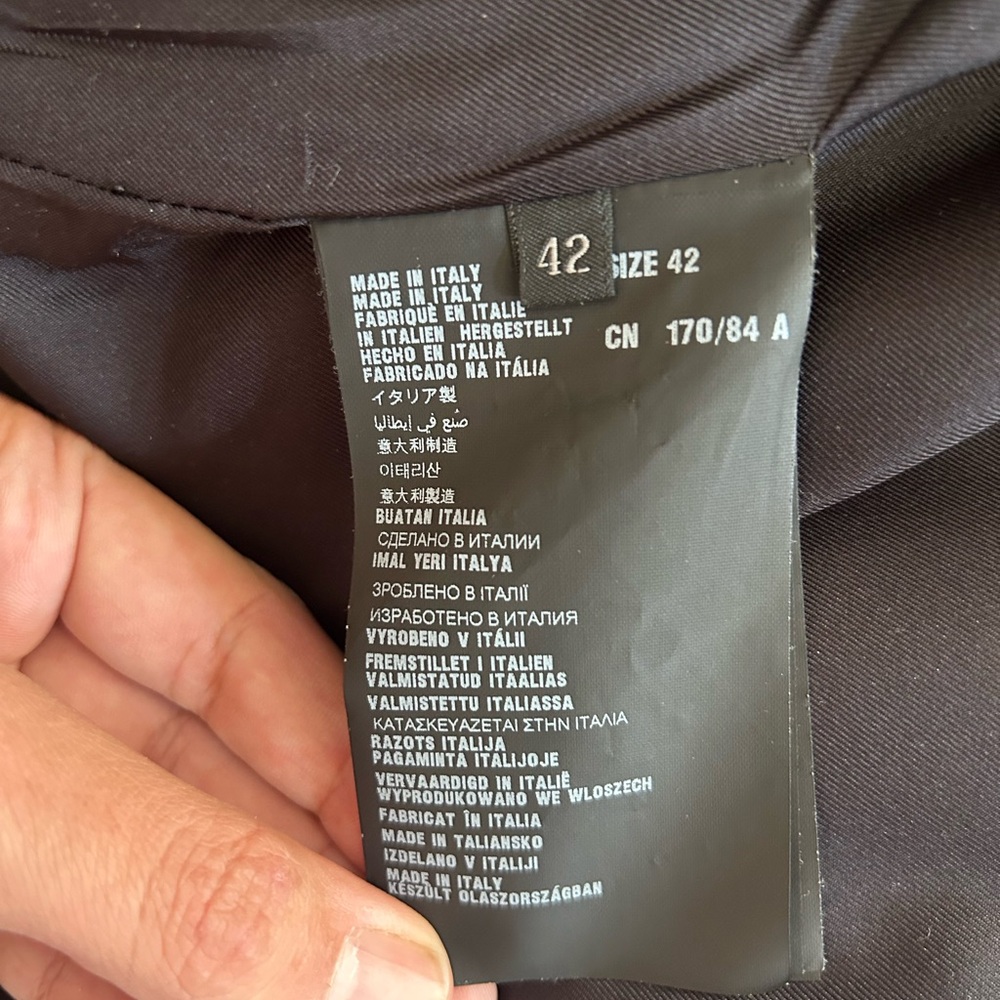 42
SIZE 42
CN 170/84 A
MADE IN ITALY
MADE IN ITALY
FABRIQUÈ EN ITALIE
IN ITALIEN HERGESTELLT
HECHO EN ITALIA
FABRICADO NA ITÁLIA
イタリア製
صُنع في إيطاليا
意大利制造
이태리산
意大利製造
BUATAN ITALIA
СДЕЛАНО В ИТАЛИИ
IMAL YERI ITALYA
ЗРОБЛЕНО В ІТАЛІЇ
ИЗРАБОТЕНО В ИТАЛИЯ
VYROBENO V ITÁLII
FREMSTILLET I ITALIEN
VALMISTATUD ITAALIAS
VALMISTETTU ITALIASSA
ΚΑΤΑΣΚΕΥΑΖΕΤΑΙ ΣΤΗΝ ΙΤΑΛΙΑ
RAZOTS ITALIJA
PAGAMINTA ITALIJOJE
VERVAARDIGD IN ITALIË
WYPRODUKOWANO WE WLOSZECH
FABRICAT ÎN ITALIA
MADE IN TALIANSKO
IZDELANO V ITALIJI
MADE IN ITALY
KÉSZÜLT OLASZORSZÁGBAN